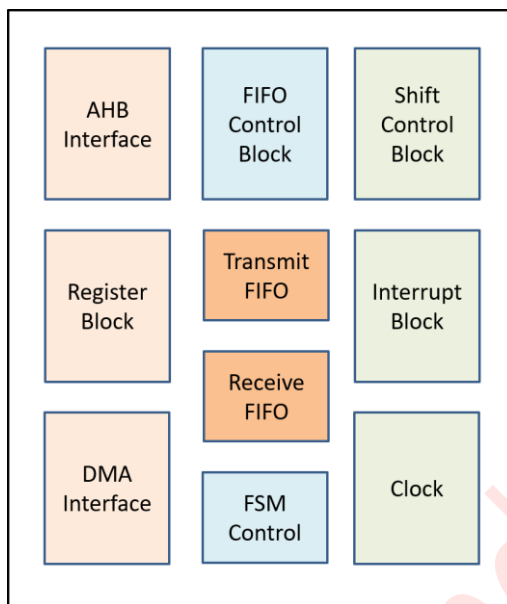 AHB
Interface
FIFO
Control
Block
Shift
Control
Block
Register
Block
Transmit
FIFO
Interrupt
Block
Receive
FIFO
DMA
Interface
FSM
Control
Clock